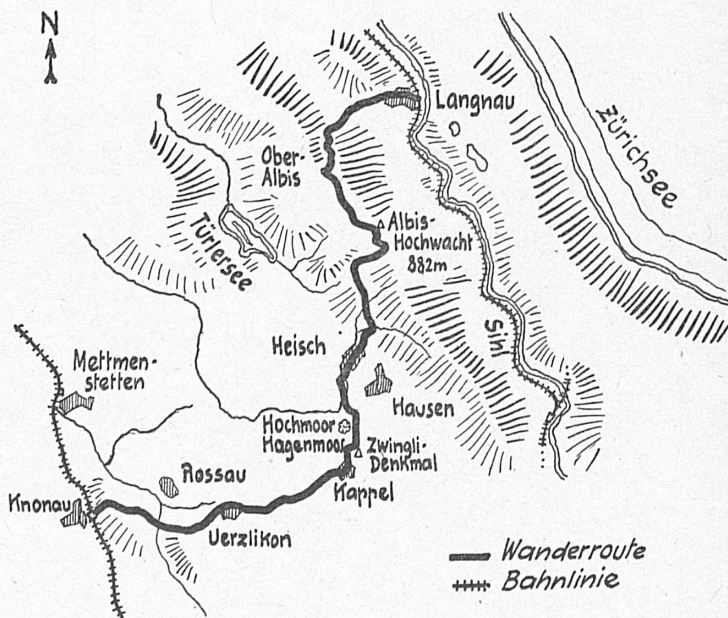 N
Langnau
Zürichsee
Ober-
Albis
Albis-
Hochwacht
882m
Türlersee
Sihl
Heisch
Mettmen-
stetten
Hausen
Hochmoor
Hagenmoos
Zwingli-
Denkmal
Rossau
Kappel
Knonau
Uerzlikon
Wanderroute
Bahnlinie